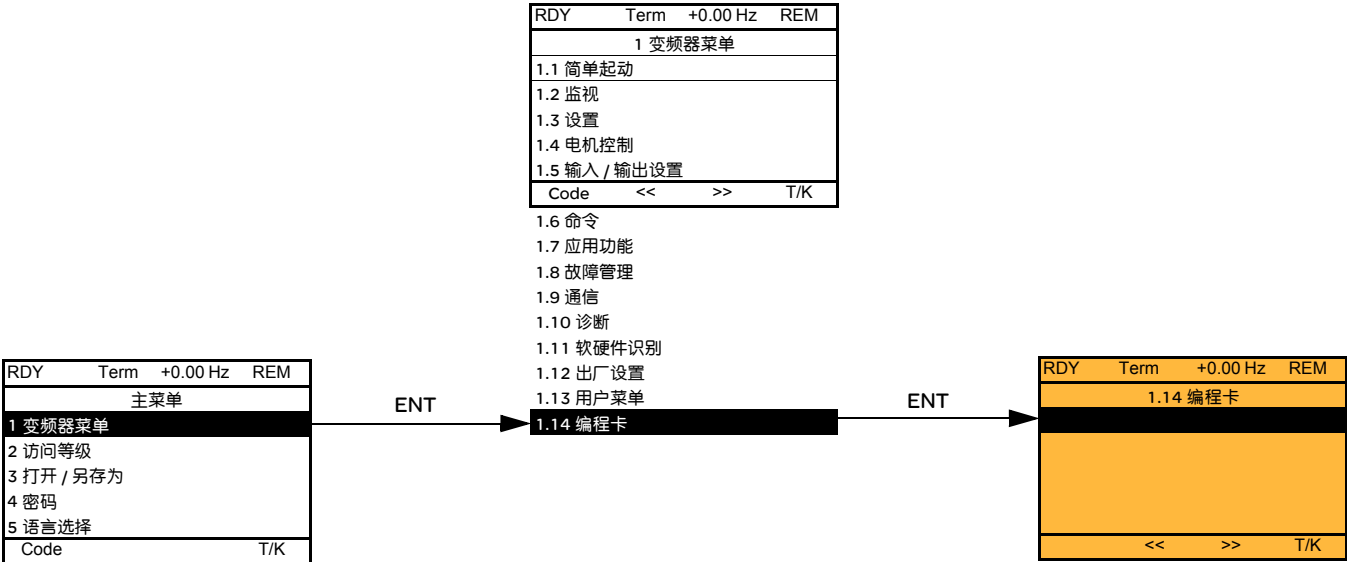 RDY Term +0.00 Hz REM
1 变频器菜单
1.1 简单起动
1.2 监视
1.3 设置
1.4 电机控制
1.5 输入 / 输出设置
Code << >> T/K
1.6 命令
1.7 应用功能
1.8 故障管理
1.9 通信
1.10 诊断
1.11 软硬件识别
1.12 出厂设置
1.13 用户菜单
1.14 编程卡
RDY Term +0.00 Hz REM
主菜单
1 变频器菜单
2 访问等级
3 打开 / 另存为
4 密码
5 语言选择
Code T/K
ENT
ENT
RDY Term +0.00 Hz REM
1.14 编程卡
<< >> T/K